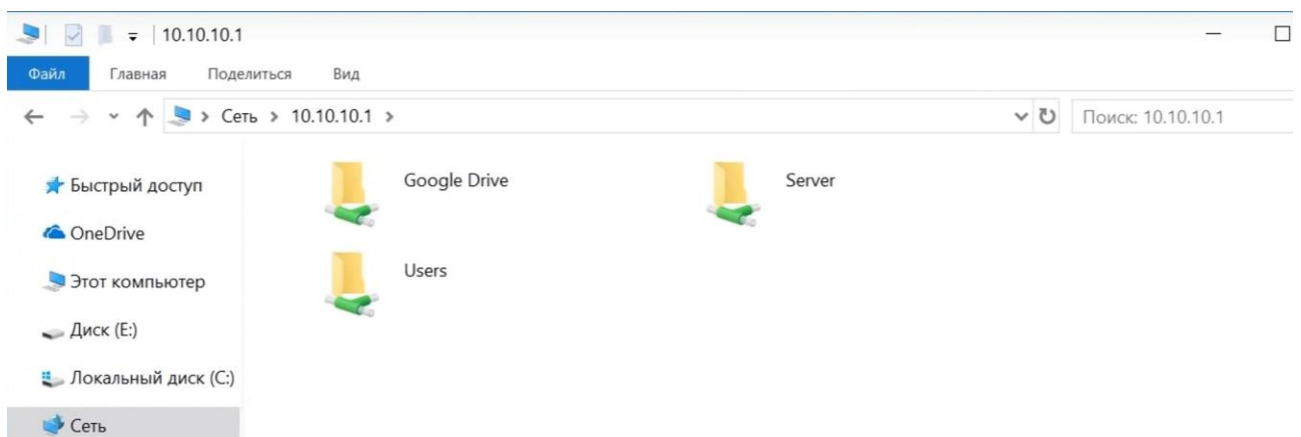 10.10.10.1
Файл Главная Поделиться Вид
Сеть 10.10.10.1 Поиск: 10.10.10.1
Быстрый доступ
OneDrive
Этот компьютер
Диск (E:)
Локальный диск (C:)
Сеть
Google Drive Server
Users